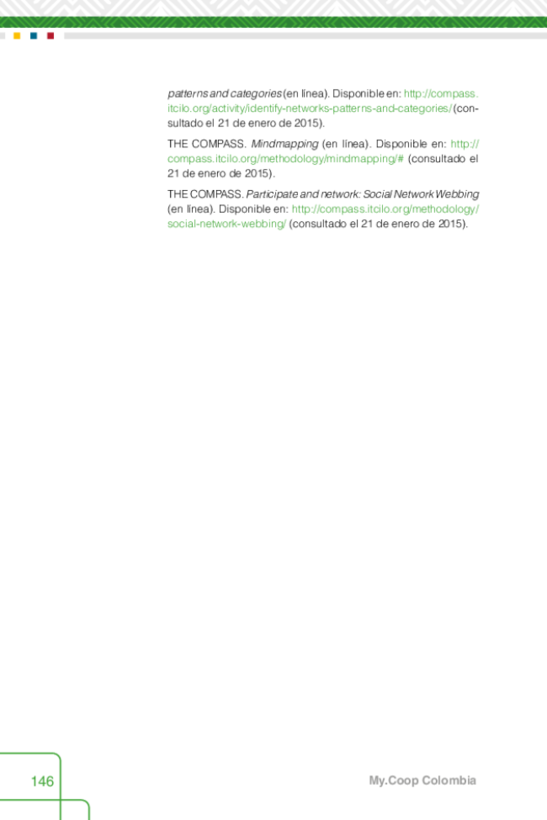 patterns and categories (en línea). Disponible en: http://compass.
itcilo.org/activity/identify-networks-patterns-and-categories/ (con-
sultado el 21 de enero de 2015).
THE COMPASS. Mindmapping (en línea). Disponible en: http://
compass.itcilo.org/methodology/mindmapping/# (consultado el
21 de enero de 2015).
THE COMPASS. Participate and network: Social Network Webbing
(en línea). Disponible en: http://compass.itcilo.org/methodology/
social-network-webbing/ (consultado el 21 de enero de 2015).
146
My.Coop Colombia